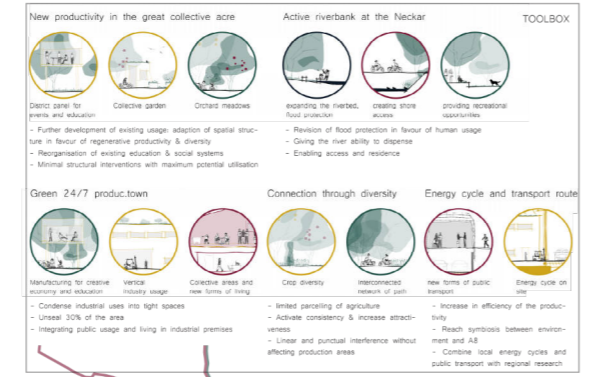 New productivity in the great collective acre
Active riverbank at the Neckar
TOOLBOX
District panel for
events and education
Collective garden
Orchard meadows
expanding the riverbed,
flood protection
creating shore
access
providing recreational
opportunities
- Further development of existing usage: adaption of spatial struc-
ture in favour of regenerative productivity & diversity
- Reorganisation of existing education & social systems
- Minimal structural interventions with maximum potential utilisation
- Revision of flood protection in favour of human usage
- Giving the river ability to dispense
- Enabling access and residence
Green 24/7 produc.town
Connection through diversity
Energy cycle and transport route
Manufacturing for creative
economy and education
Vertical
industry usage
Collective areas and
new forms of living
Crop diversity
Interconnected
network of path
new forms of public
transport
Energy cycle on
site
- Condense industrial uses into tight spaces
- Unseal 30% of the area
- Integrating public usage and living in industrial premises
- limited parcelling of agriculture
- Activate consistency & increase attracti-
veness
- Linear and punctual interference without
affecting production areas
- Increase in efficiency of the produc-
tivity
- Reach symbiosis between environ-
ment and A8
- Combine local energy cycles and
public transport with regional research